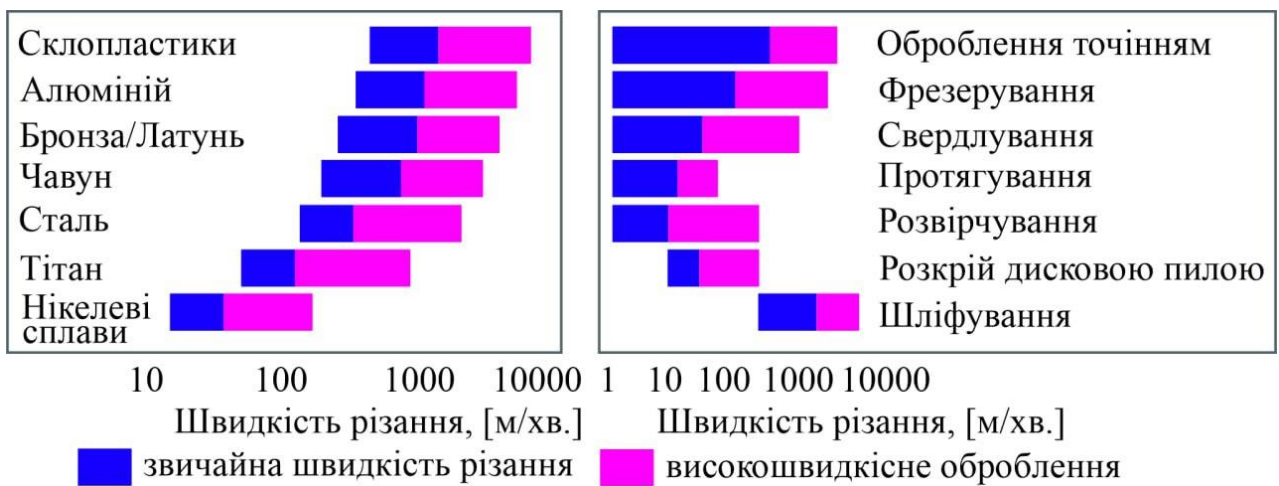 Склопластики
Алюміній
Бронза/Латунь
Чавун
Сталь
Тітан
Нікелеві
сплави
10 100 1000 10000
Швидкість різання, [м/хв.]
Оброблення точінням
Фрезерування
Свердлування
Протягування
Розвірчування
Розкрій дисковою пилою
Шліфування
1 10 100 1000 10000
Швидкість різання, [м/хв.]
звичайна швидкість різання
високошвидкісне оброблення